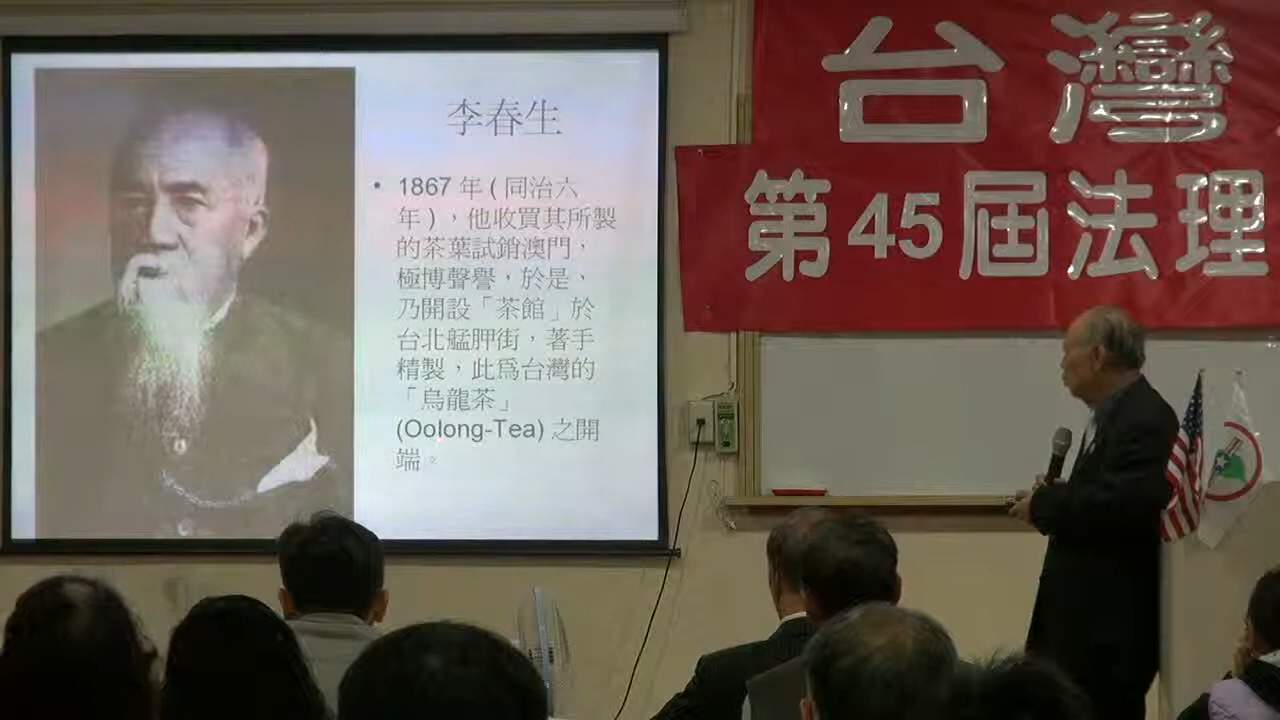 李春生
• 1867 年 ( 同治六
年 ) ，他收買其所製
的茶葉試銷澳門，
極博聲譽，於是、
乃開設「茶館」於
台北艋胛街，著手
精製，此為台灣的
「烏龍茶」
(Oolong-Tea) 之開
端。
台灣
第45屆法理